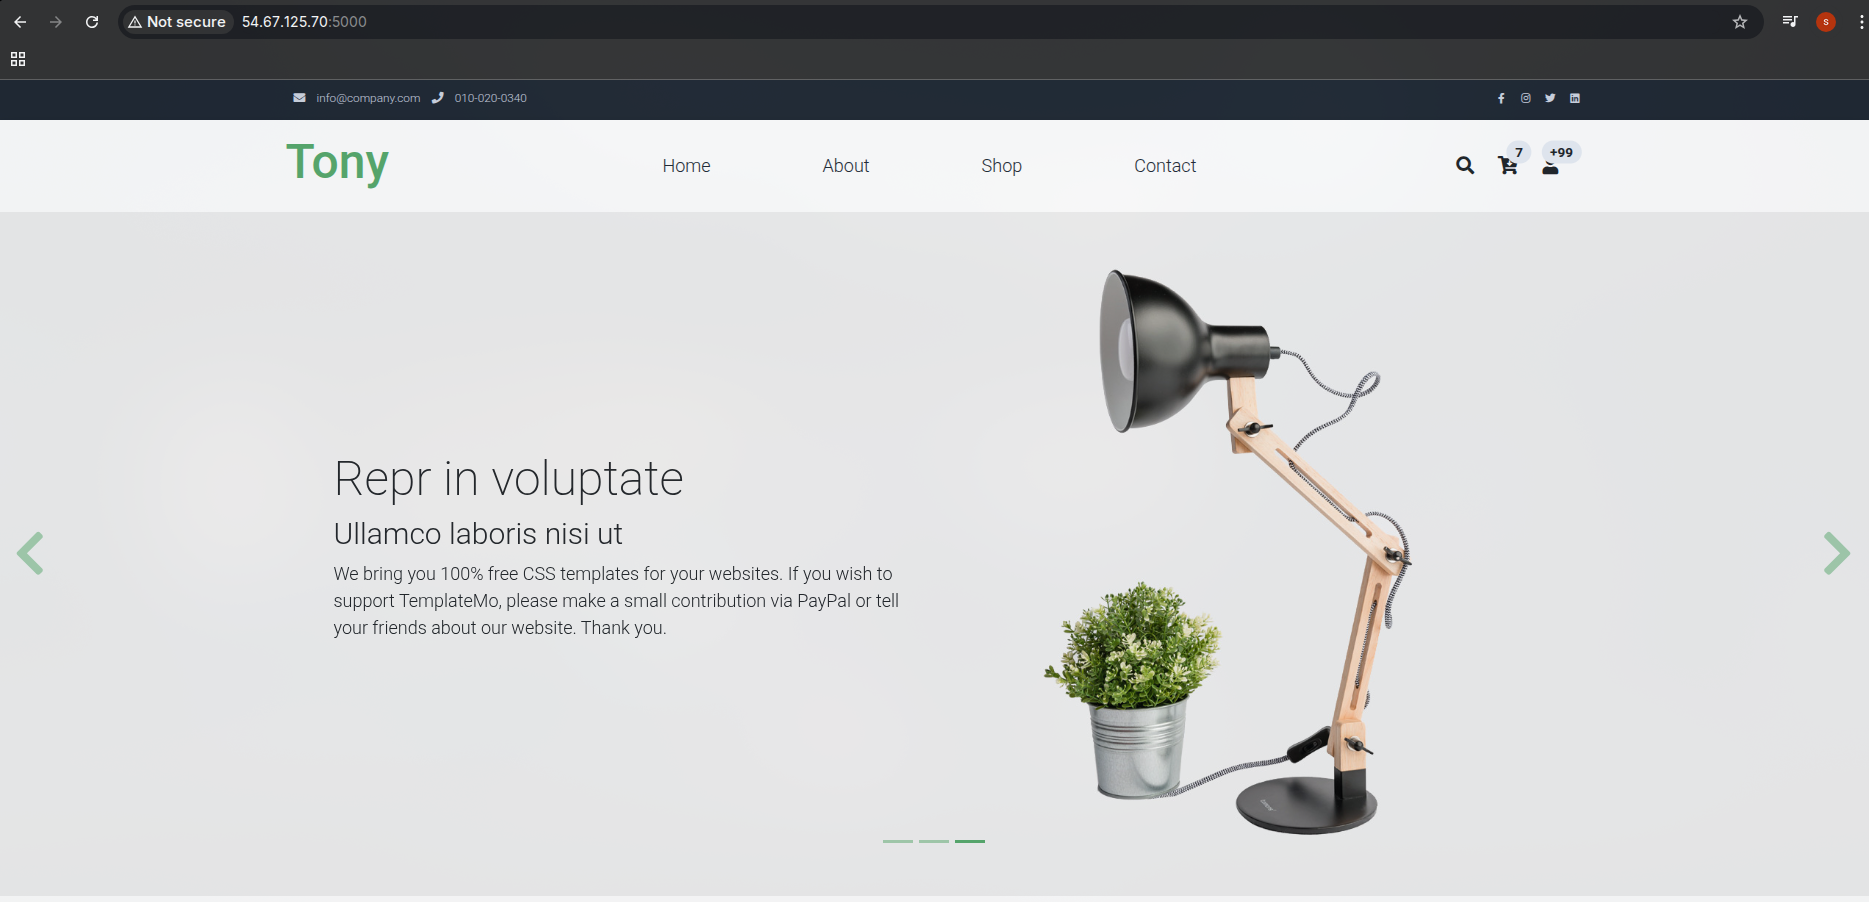 Not secure 54.67.125.70:5000
s
info@company.com 010-020-0340
Tony
Home About Shop Contact
7 +99
Repr in voluptate
Ullamco laboris nisi ut
We bring you 100% free CSS templates for your websites. If you wish to
support TemplateMo, please make a small contribution via PayPal or tell
your friends about our website. Thank you.